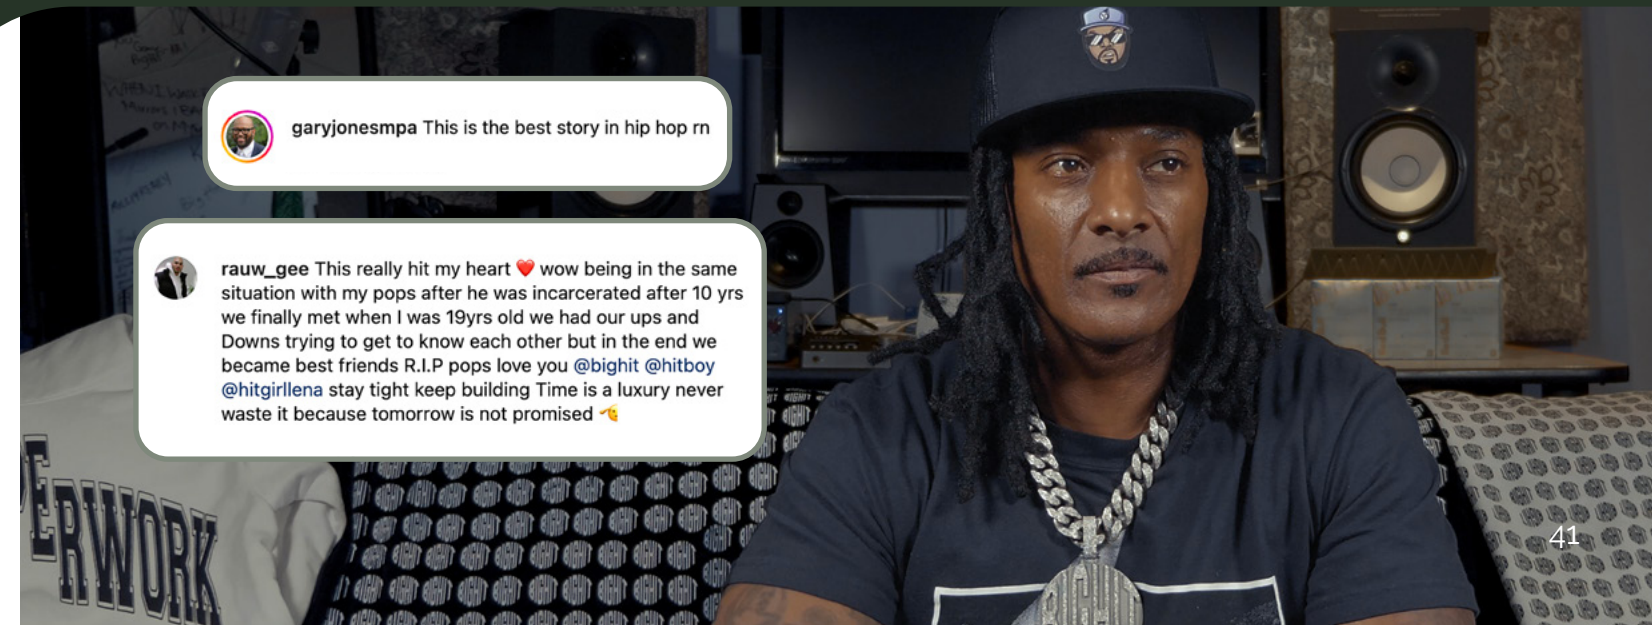 garyjonesmpa This is the best story in hip hop rn
rauw_gee This really hit my heart ❤️ wow being in the same
situation with my pops after he was incarcerated after 10 yrs
we finally met when I was 19yrs old we had our ups and
Downs trying to get to know each other but in the end we
became best friends R.I.P pops love you @bighit @hitboy
@hitgirllena stay tight keep building Time is a luxury never
waste it because tomorrow is not promised 🫡
ERWORK
BIGHIT
41